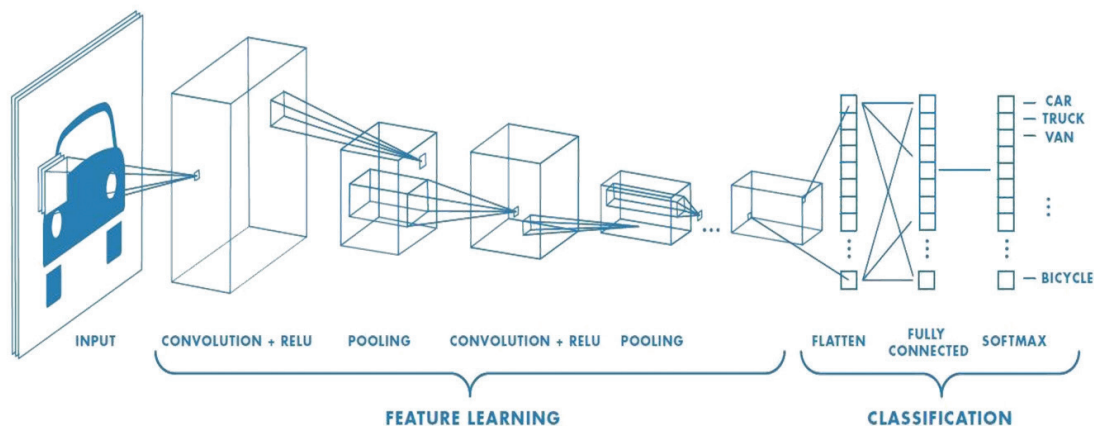 CAR
TRUCK
VAN
BICYCLE
INPUT
CONVOLUTION + RELU
POOLING
CONVOLUTION + RELU
POOLING
FLATTEN
FULLY
CONNECTED
SOFTMAX
FEATURE LEARNING
CLASSIFICATION